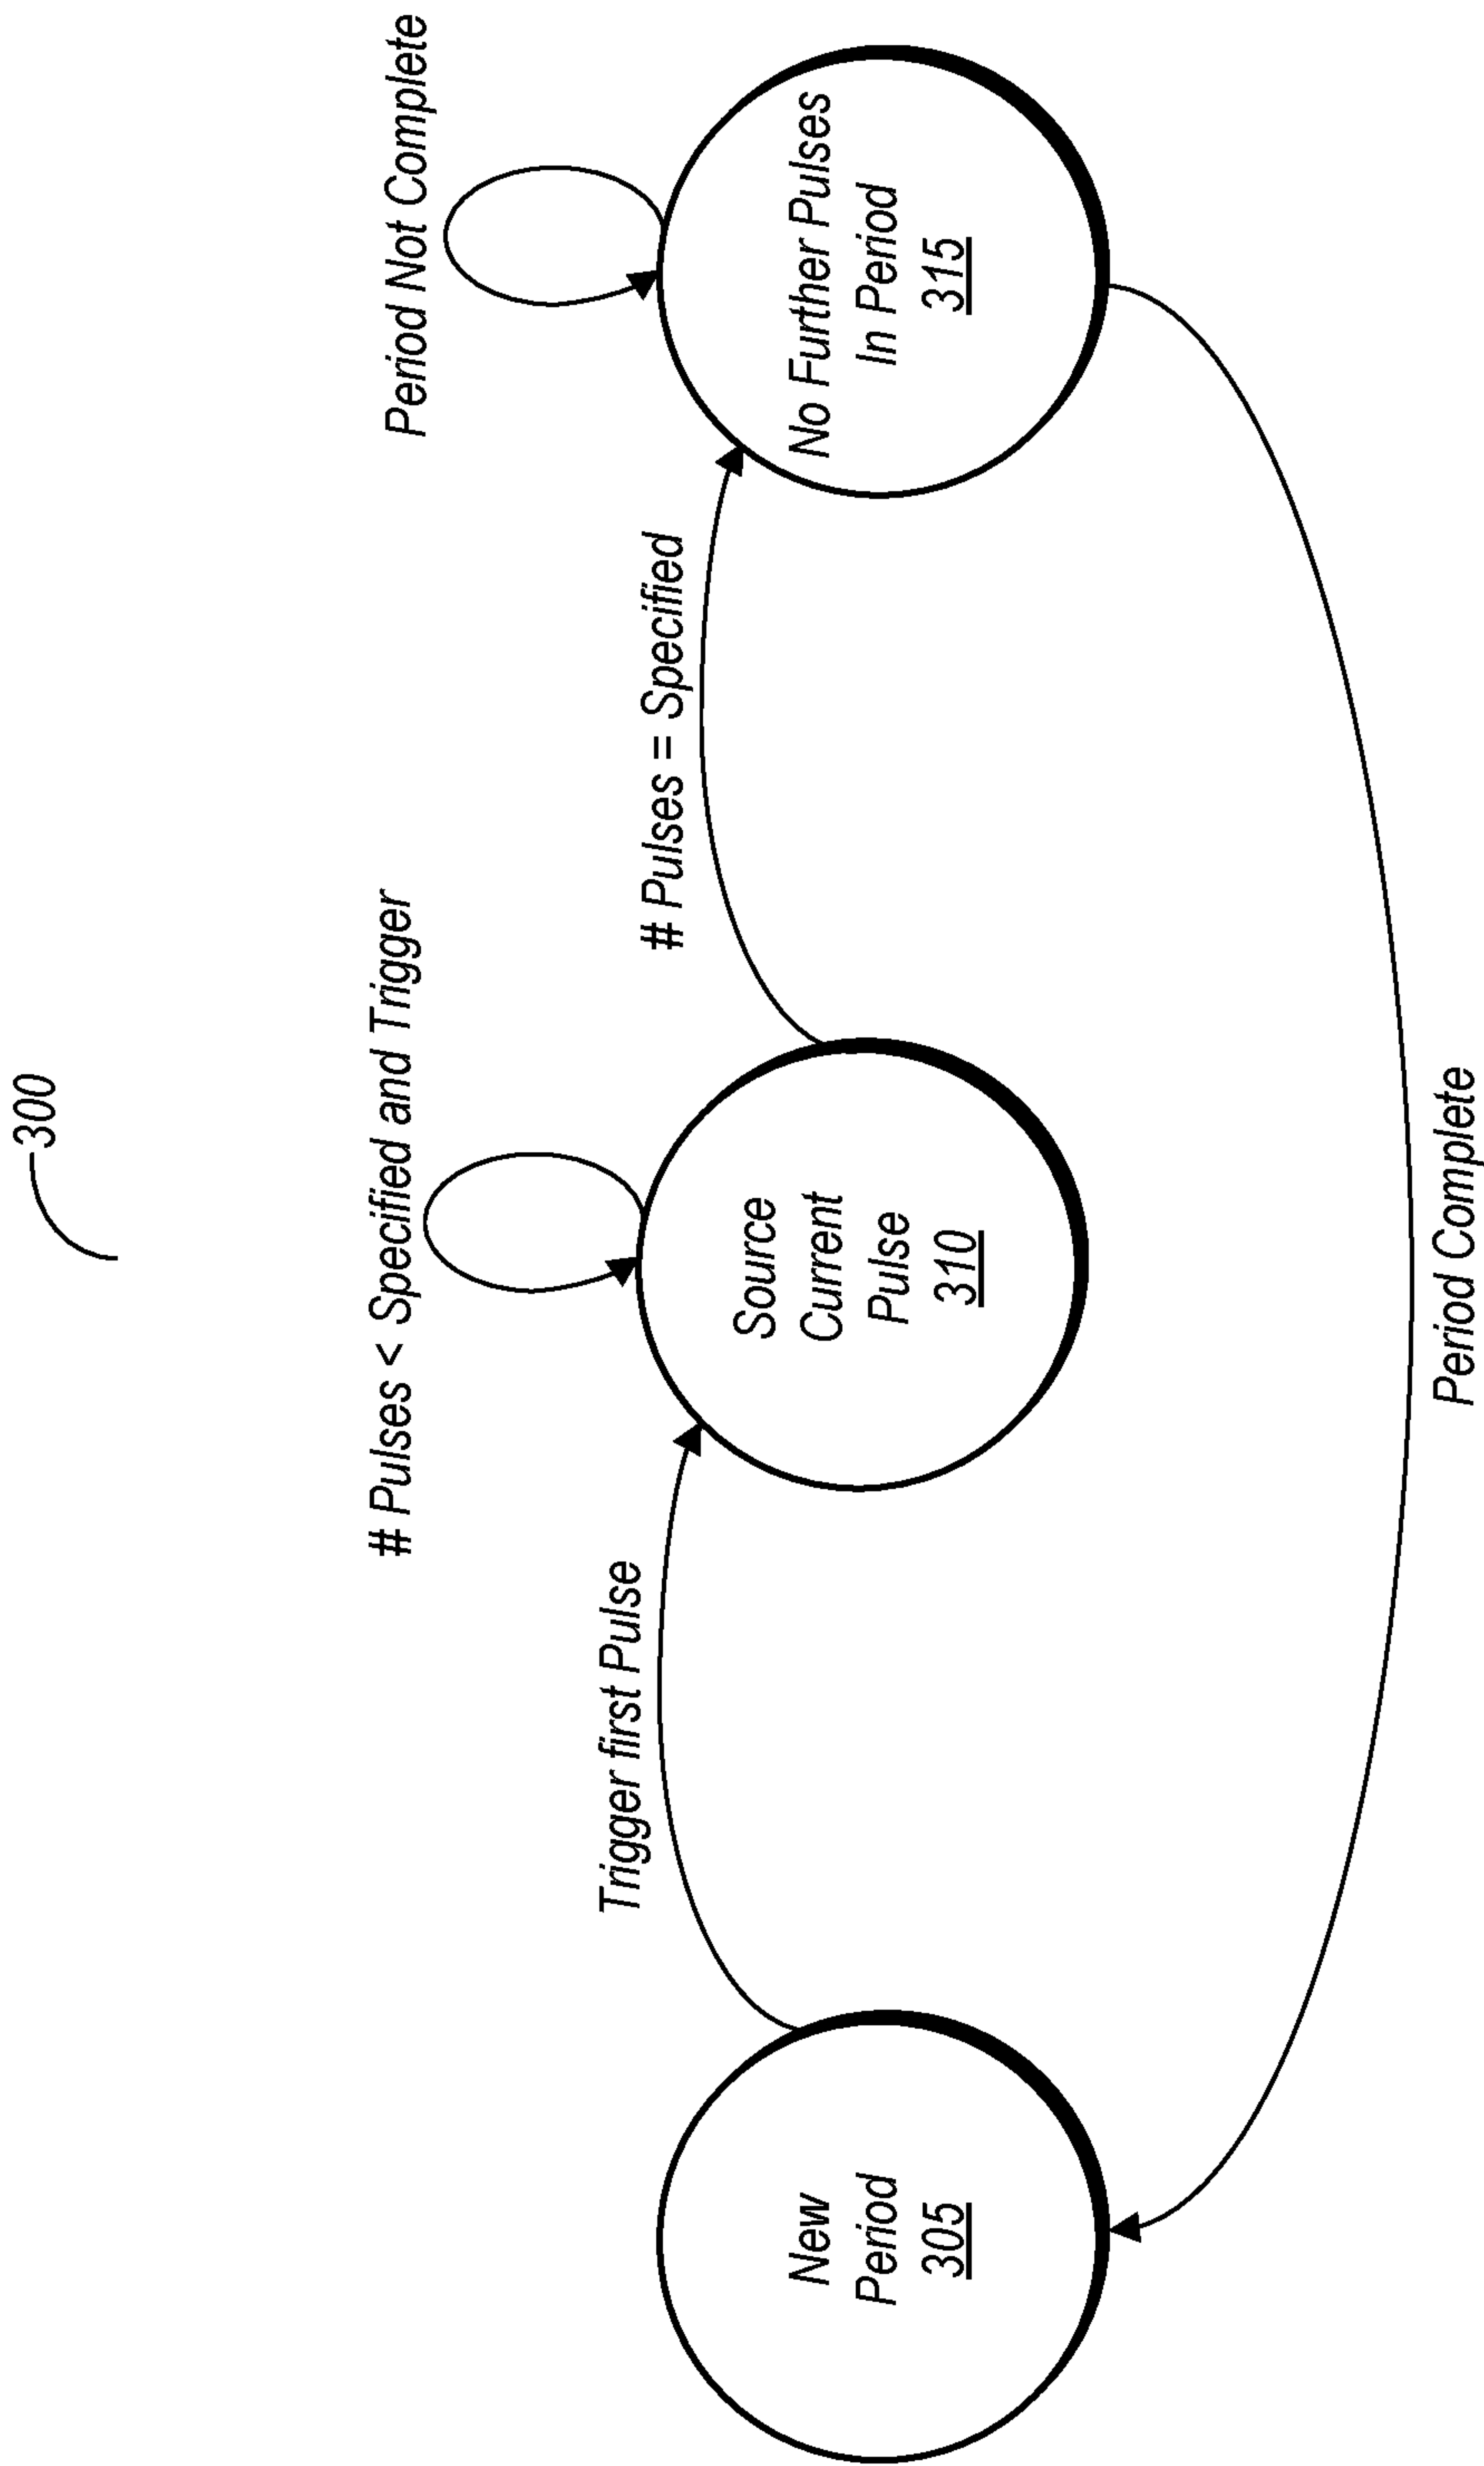 300
Period Not Complete
# Pulses < Specified and Trigger
# Pulses = Specified
Trigger first Pulse
New
Period
305
Source
Current
Pulse
310
No Further Pulses
In Period
315
Period Complete